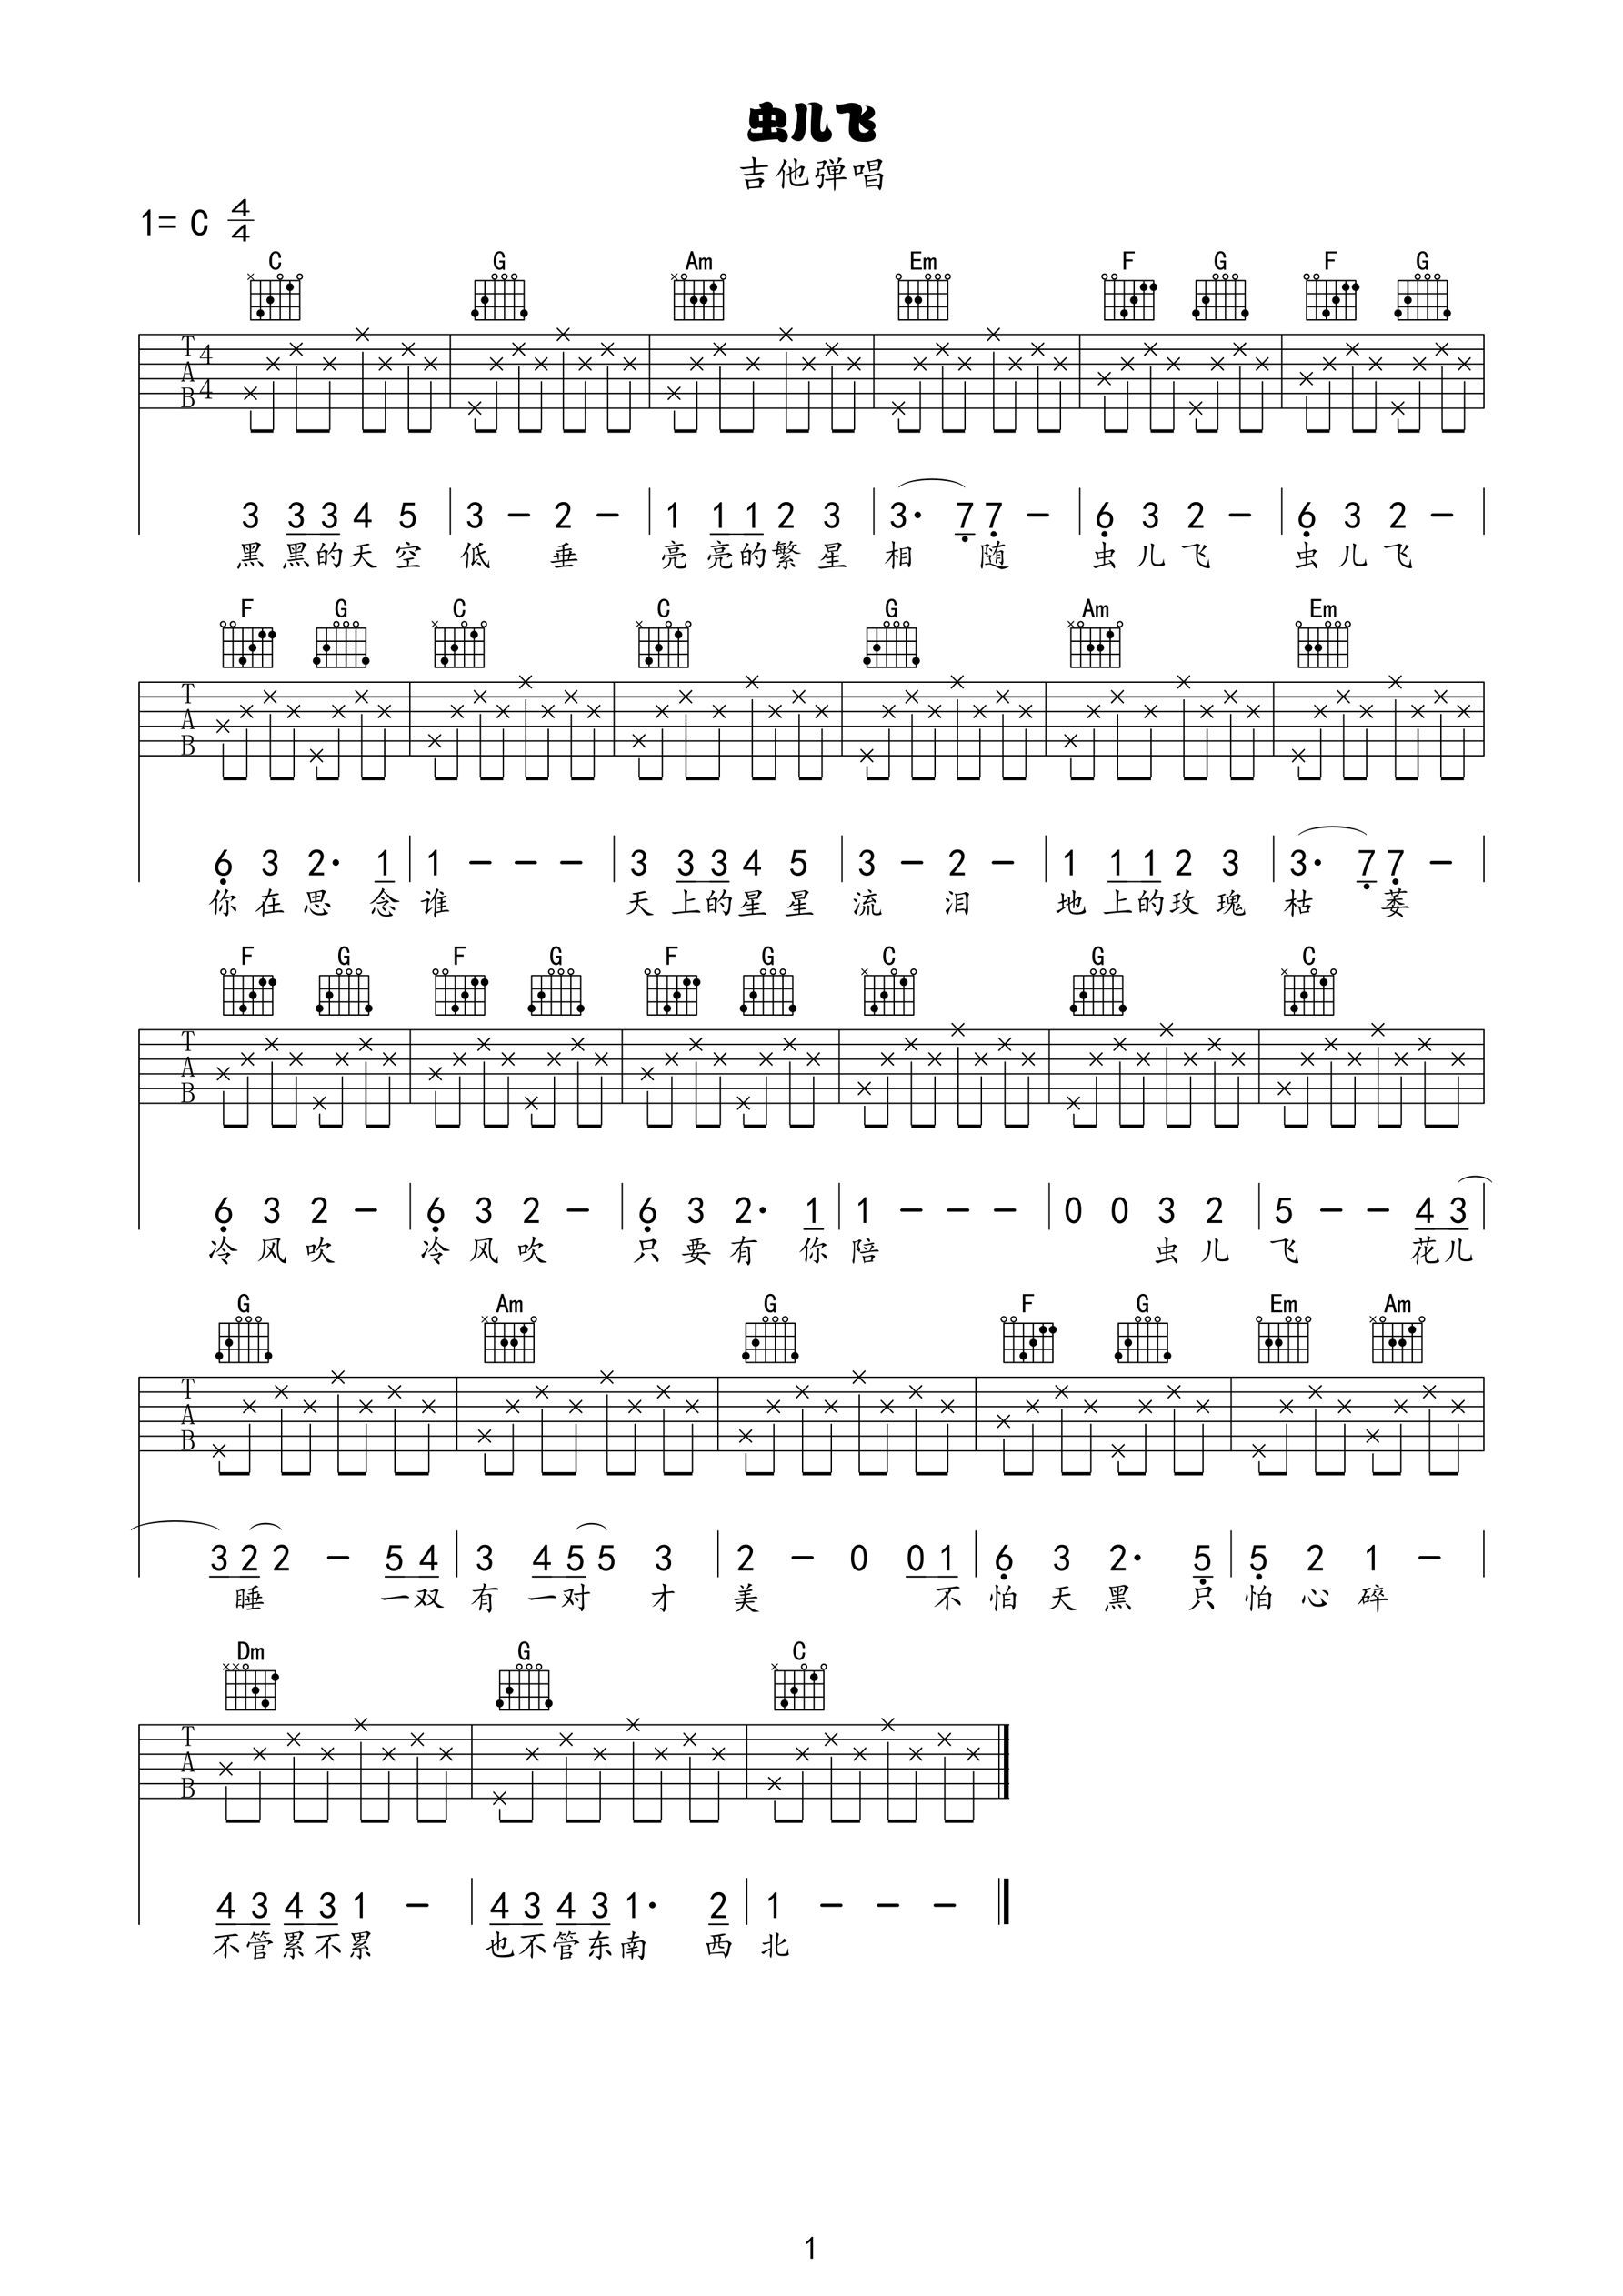 虫儿飞
吉他弹唱
1= C 4/4
C G Am Em F G F G
T A B 4 4
3 3 3 4 5 3 - 2 - 1 1 1 2 3 3· 7 7 - 6 3 2 - 6 3 2 -
黑 黑的天空 低 垂 亮 亮的繁星 相 随 虫儿飞 虫儿飞
F G C C G Am Em
T A B
6 3 2· 1 1 - - - 3 3 3 4 5 3 - 2 - 1 1 1 2 3 3· 7 7 -
你在思 念 谁 天 上的星星 流 泪 地 上的玫瑰 枯 萎
F G F G F G C G C
T A B
6 3 2 - 6 3 2 - 6 3 2· 1 1 - - - 0 0 3 2 5 - - 4 3
冷风吹 冷风吹 只要有 你 陪 虫儿 飞 花儿
G Am G F G Em Am
T A B
3 2 2 - 5 4 3 4 5 5 3 2 - 0 0 1 6 3 2· 5 5 2 1 -
睡 一双 有 一对 才 美 不 怕天黑 只 怕心碎
Dm G C
T A B
4 3 4 3 1 - 4 3 4 3 1· 2 1 - - -
不管累不累 也不管东南 西 北
1